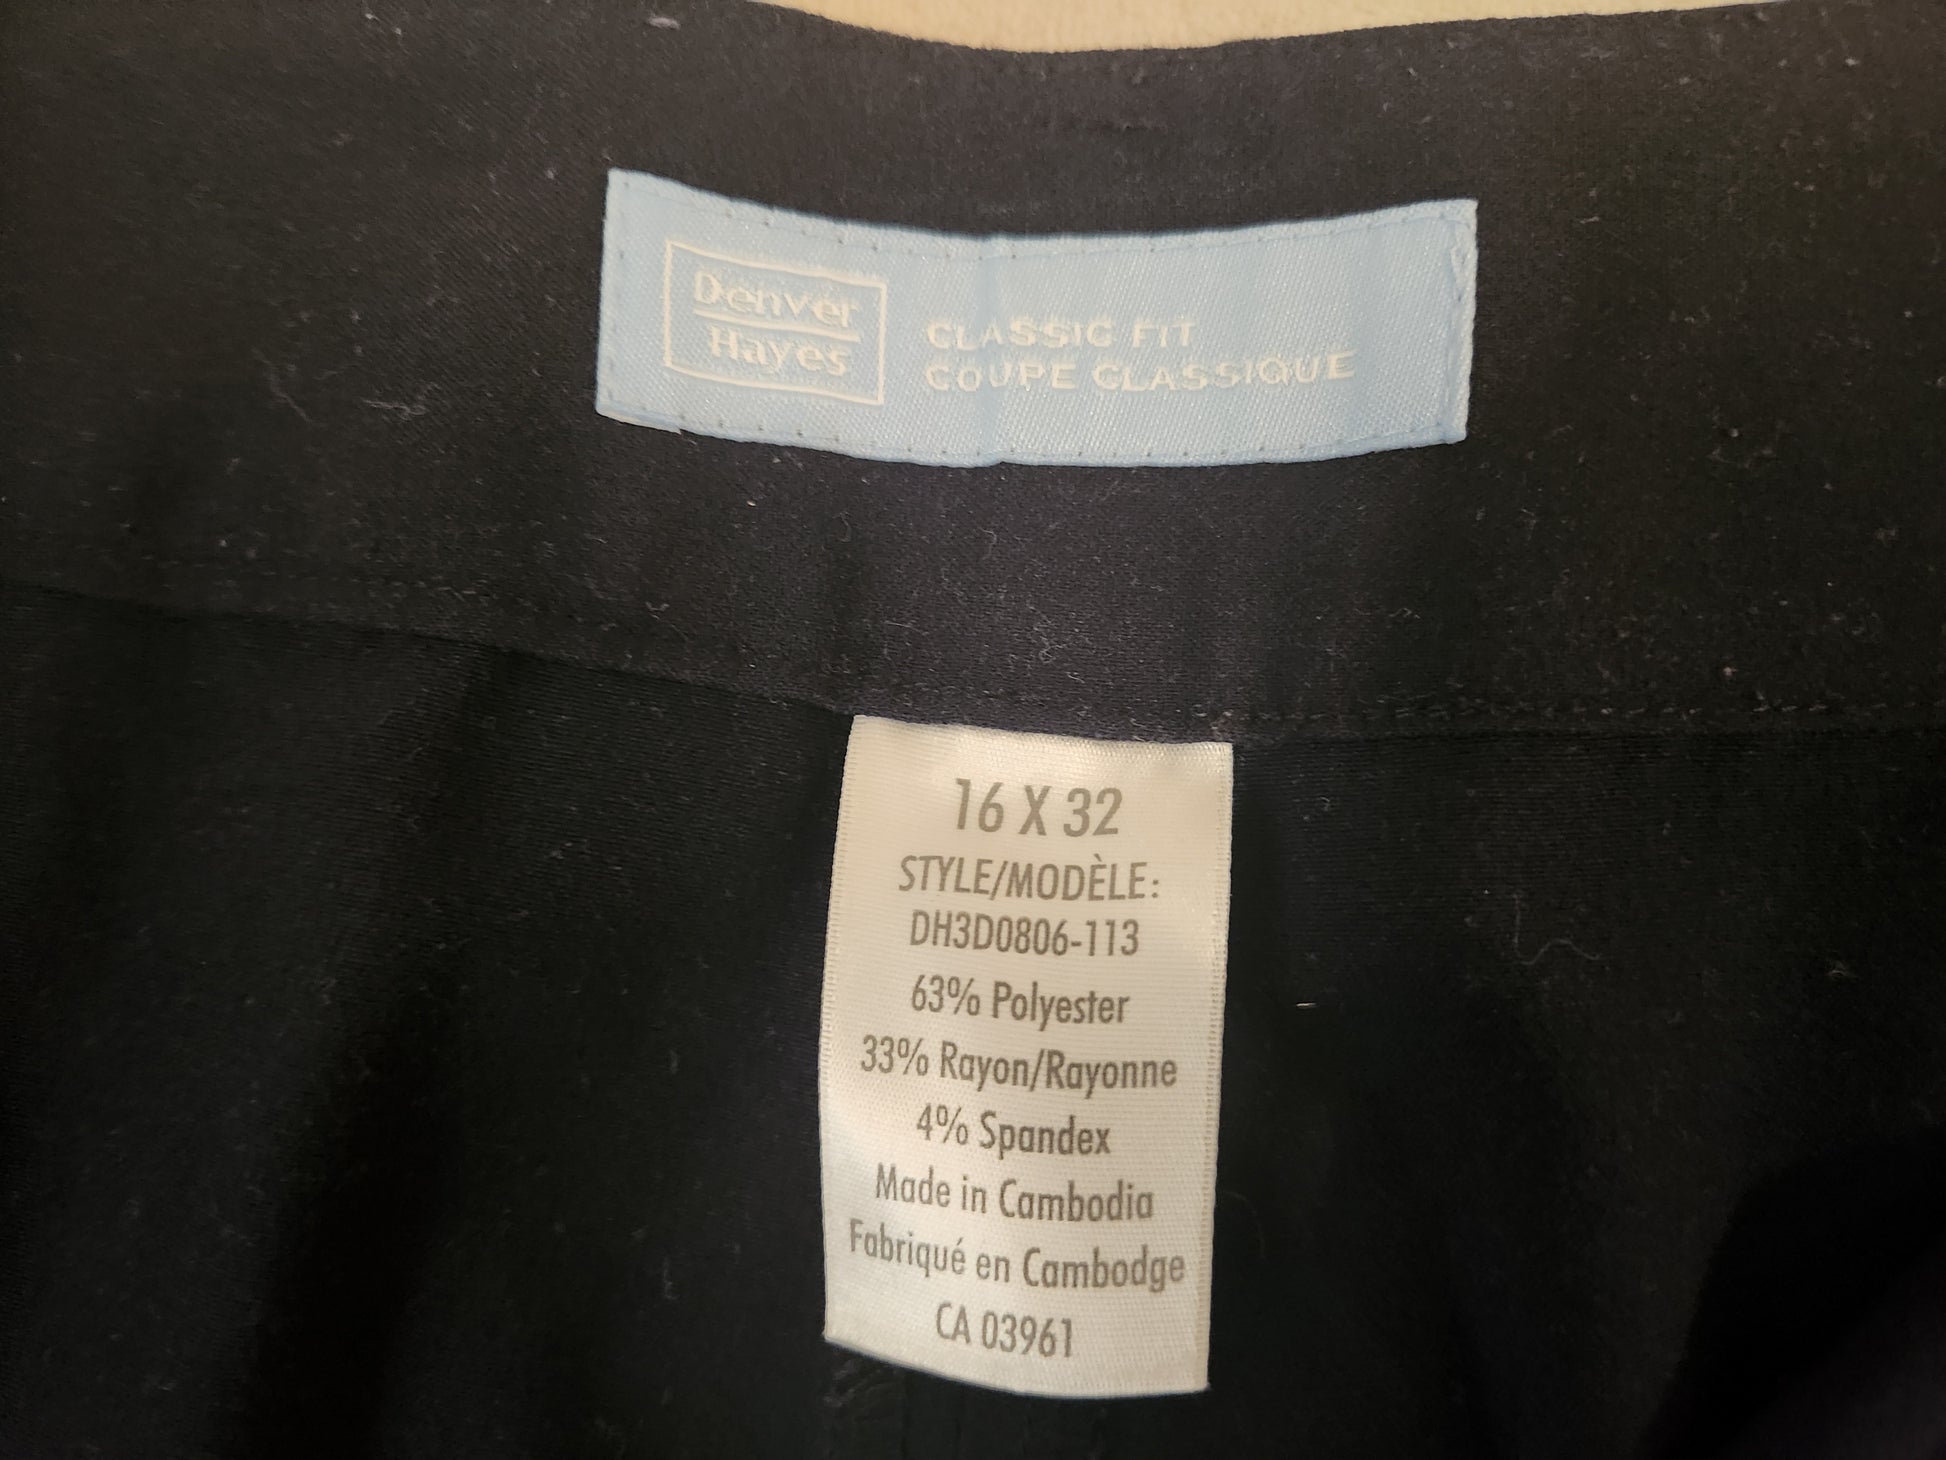 Denver
Hayes
CLASSIC FIT
COUPE CLASSIQUE
16 X 32
STYLE/MODÈLE:
DH3D0806-113
63% Polyester
33% Rayon/Rayonne
4% Spandex
Made in Cambodia
Fabriqué en Cambodge
CA 03961